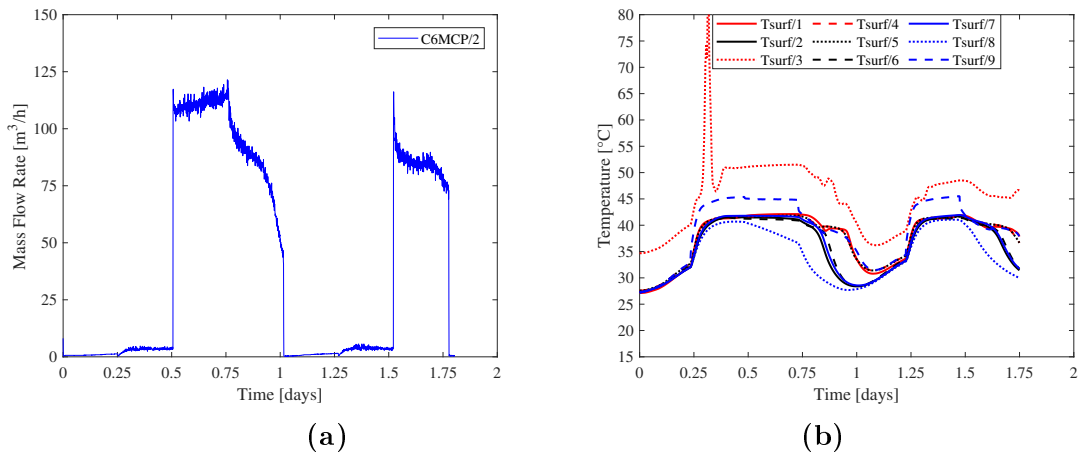 150
125
100
75
50
25
0
Mass Flow Rate [m³/h]
C6MCP/2
0 0.25 0.5 0.75 1 1.25 1.5 1.75 2
Time [days]
(a)
80
75
70
65
60
55
50
45
40
35
30
25
20
15
Temperature [°C]
Tsurf/1 Tsurf/4 Tsurf/7
Tsurf/2 Tsurf/5 Tsurf/8
Tsurf/3 Tsurf/6 Tsurf/9
0 0.25 0.5 0.75 1 1.25 1.5 1.75 2
Time [days]
(b)